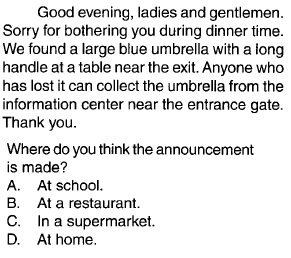 Good evening, ladies and gentlemen.
Sorry for bothering you during dinner time.
We found a large blue umbrella with a long
handle at a table near the exit. Anyone who
has lost it can collect the umbrella from the
information center near the entrance gate.
Thank you.
Where do you think the announcement
is made?
A. At school.
B. At a restaurant.
C. In a supermarket.
D. At home.